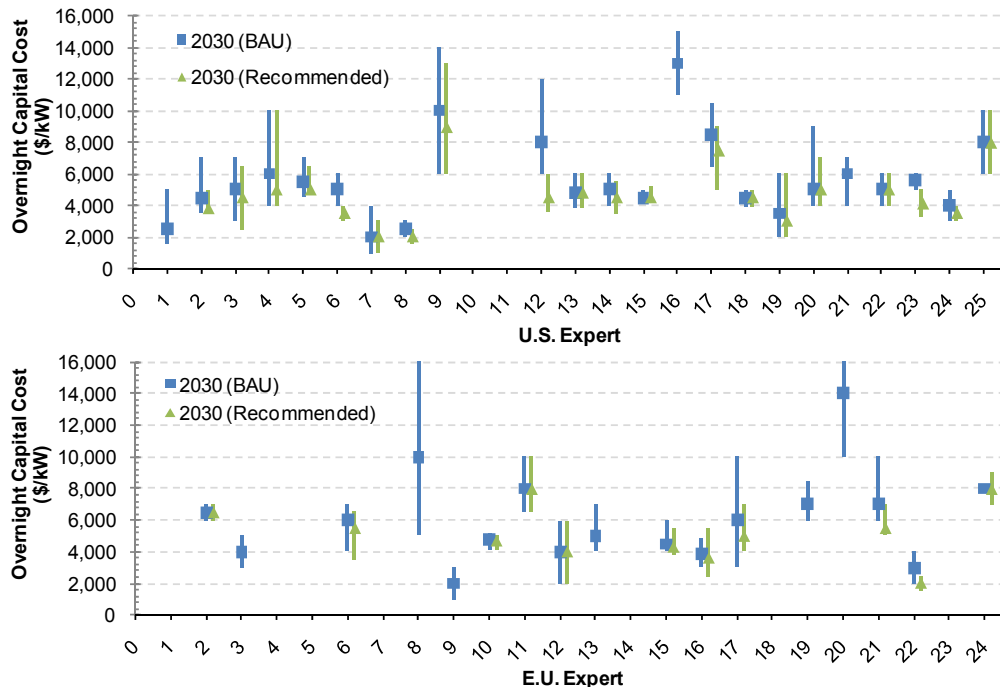 16,000
14,000
12,000
10,000
8,000
6,000
4,000
2,000
0
Overnight Capital Cost
($/kW)
2030 (BAU)
2030 (Recommended)
0 1 2 3 4 5 6 7 8 9 10 11 12 13 14 15 16 17 18 19 20 21 22 23 24 25
U.S. Expert
16,000
14,000
12,000
10,000
8,000
6,000
4,000
2,000
0
Overnight Capital Cost
($/kW)
2030 (BAU)
2030 (Recommended)
0 1 2 3 4 5 6 7 8 9 10 11 12 13 14 15 16 17 18 19 20 21 22 23 24
E.U. Expert